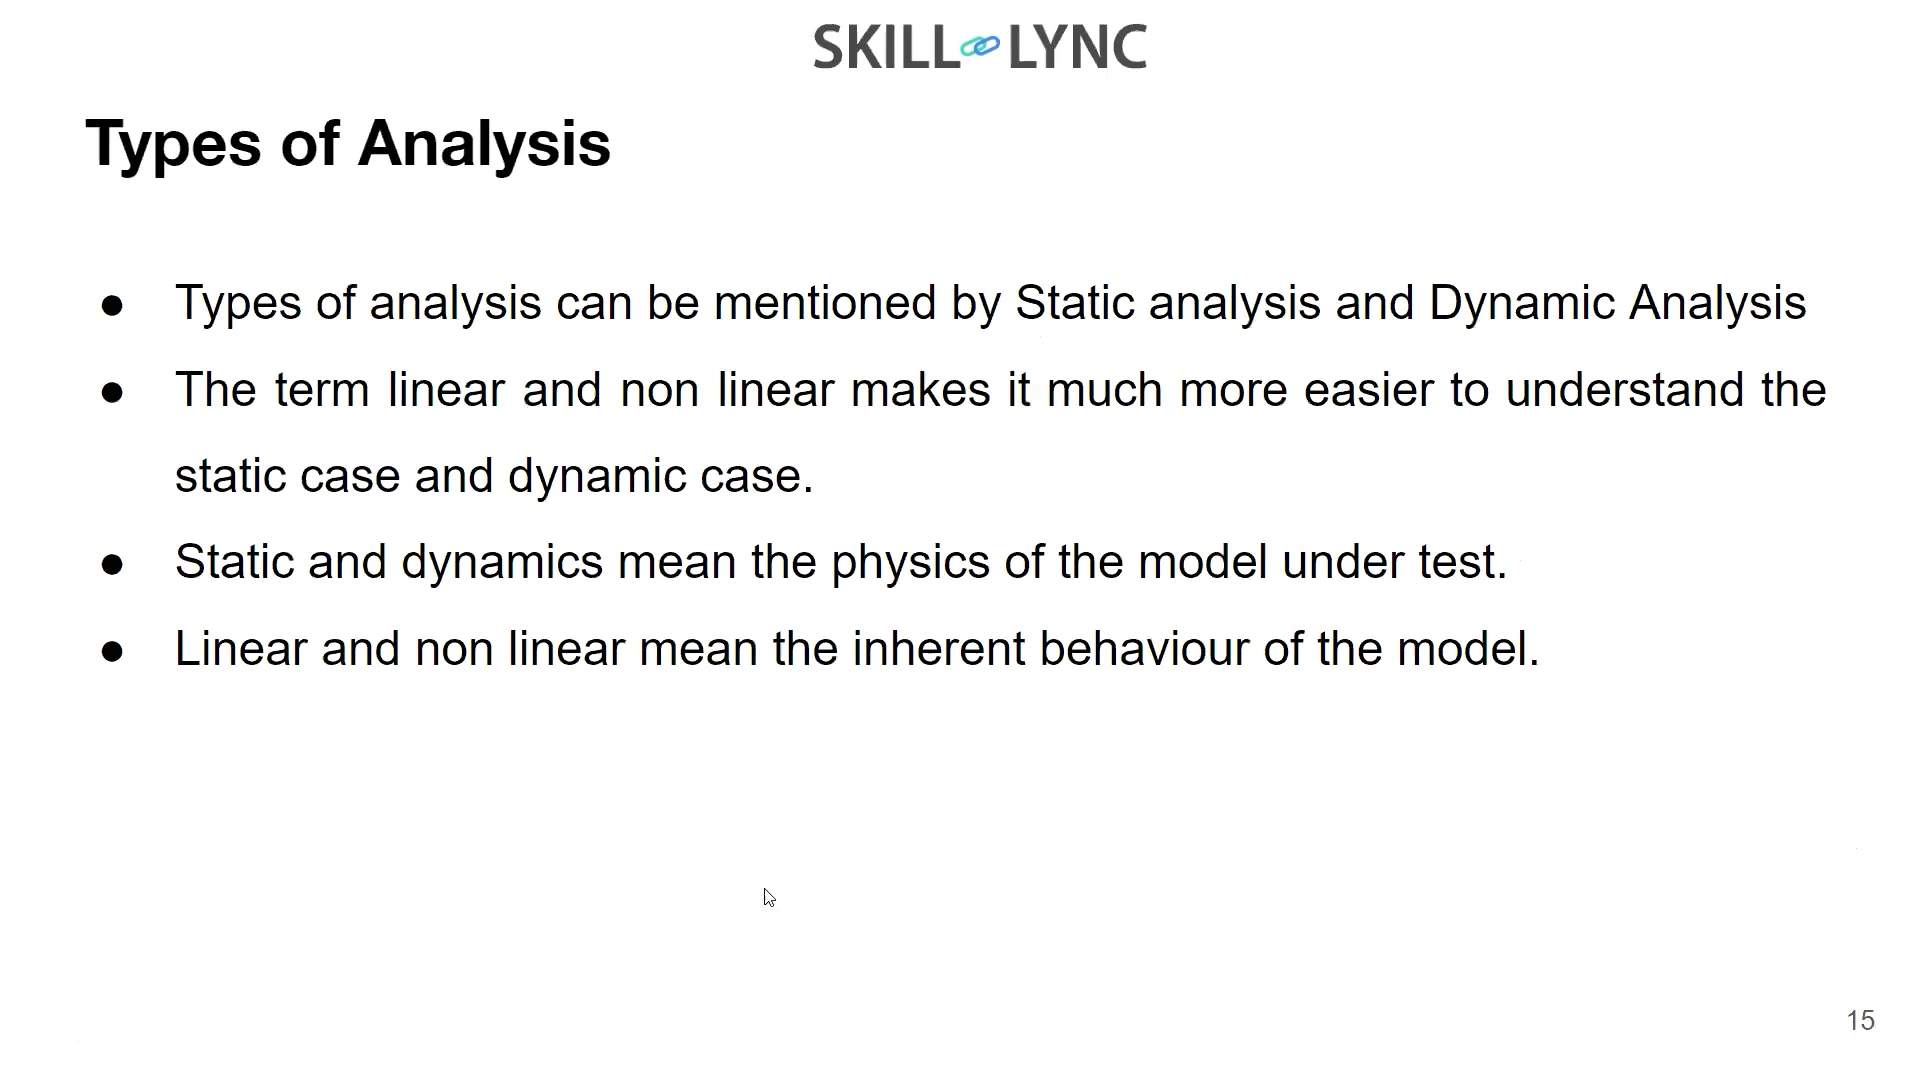 SKILL LYNC
Types of Analysis
● Types of analysis can be mentioned by Static analysis and Dynamic Analysis
● The term linear and non linear makes it much more easier to understand the
static case and dynamic case.
● Static and dynamics mean the physics of the model under test.
● Linear and non linear mean the inherent behaviour of the model.
15